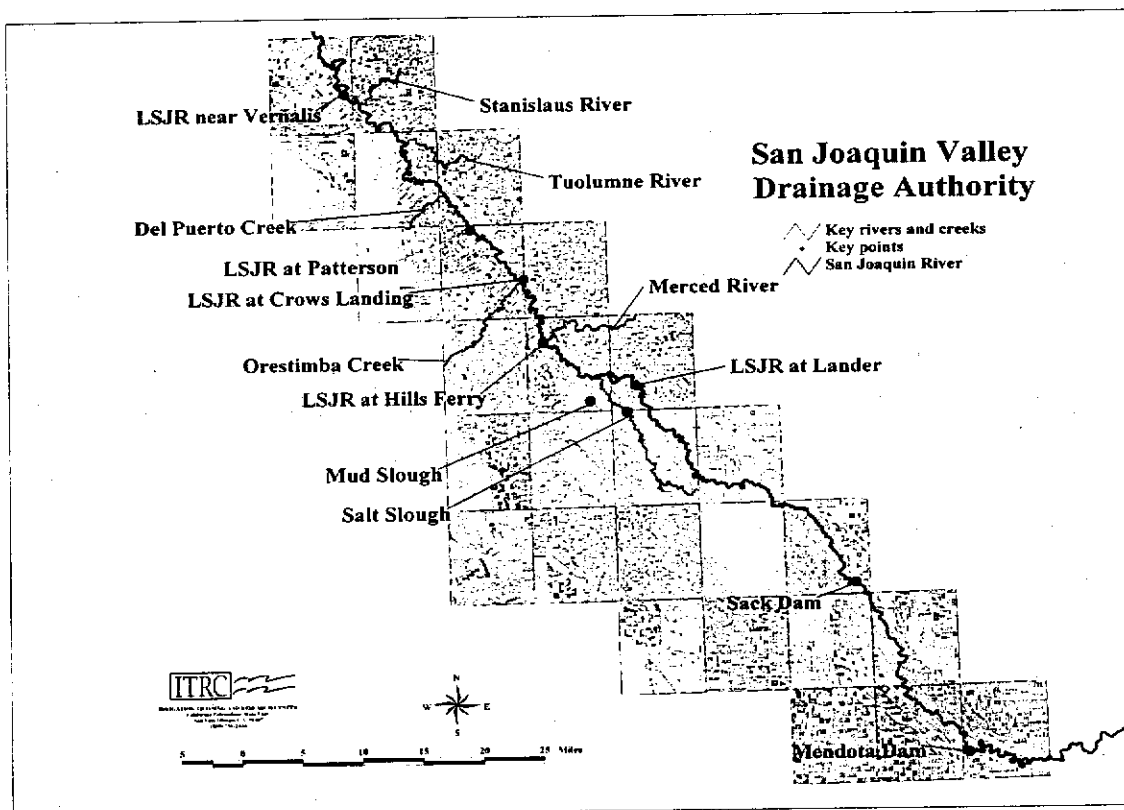 Stanislaus River
LSJR near Vernalis
San Joaquin Valley
Drainage Authority
Tuolumne River
Del Puerto Creek
Key rivers and creeks
Key points
San Joaquin River
LSJR at Patterson
LSJR at Crows Landing
Merced River
Orestimba Creek
LSJR at Lander
LSJR at Hills Ferry
Mud Slough
Salt Slough
Sack Dam
ITRC
N
W E
S
5 0 5 10 15 20 25 Miles
Mendota Dam